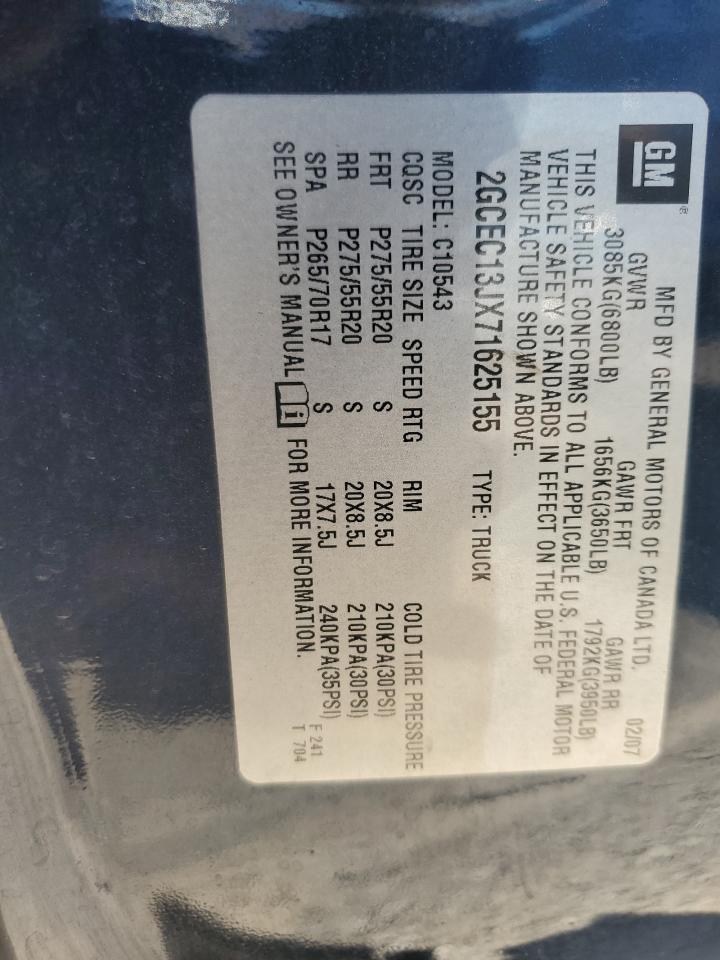 GM®
MFD BY GENERAL MOTORS OF CANADA LTD.
02/07
GVWR GAWR FRT GAWR RR
3085KG(6800LB) 1656KG(3650LB) 1792KG(3950LB)
THIS VEHICLE CONFORMS TO ALL APPLICABLE U.S. FEDERAL MOTOR
VEHICLE SAFETY STANDARDS IN EFFECT ON THE DATE OF
MANUFACTURE SHOWN ABOVE.
2GCEC13JX71625155 TYPE: TRUCK
MODEL: C10543
CQSC TIRE SIZE SPEED RTG RIM COLD TIRE PRESSURE
FRT P275/55R20 S 20X8.5J 210KPA(30PSI)
RR P275/55R20 S 20X8.5J 210KPA(30PSI)
SPA P265/70R17 S 17X7.5J 240KPA(35PSI)
SEE OWNER'S MANUAL i FOR MORE INFORMATION.
F 241
T 704